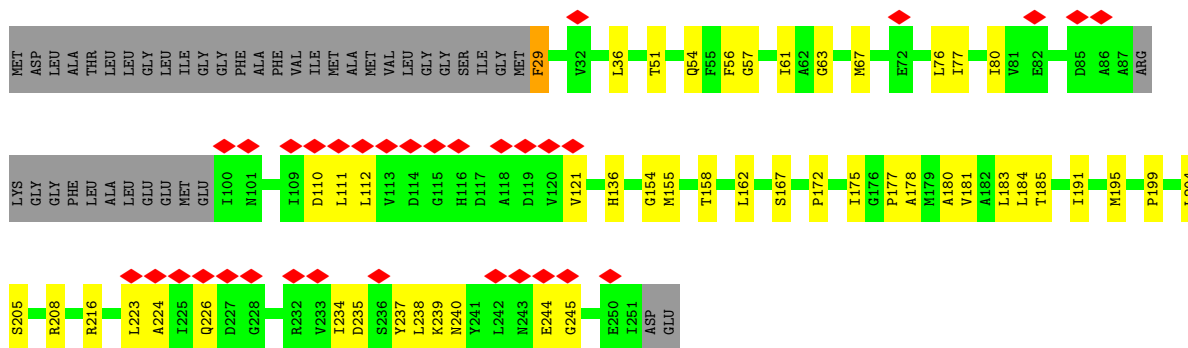 MET ASP LEU ALA THR LEU LEU GLY LEU ILE GLY GLY PHE ALA PHE VAL ILE MET ALA MET VAL LEU GLY GLY SER ILE GLY MET F29 V32 L36 T51 Q54 F55 F56 G57 I61 A62 G63 M67 E72 L76 I77 I80 V81 E82 D85 A86 A87 ARG
LYS GLY GLY PHE LEU ALA LEU GLU GLU MET GLU I100 N101 I109 D110 L111 L112 V113 D114 G115 H116 D117 A118 D119 V120 V121 H136 G154 M155 T158 L162 S167 P172 I175 G176 P177 A178 M179 A180 V181 A182 L183 L184 T185 I191 M195 P199
S205 R208 R216 L223 A224 I225 Q226 D227 G228 R232 V233 I234 D235 S236 Y237 L238 K239 N240 Y241 L242 N243 E244 G245 E250 I251 ASP GLU